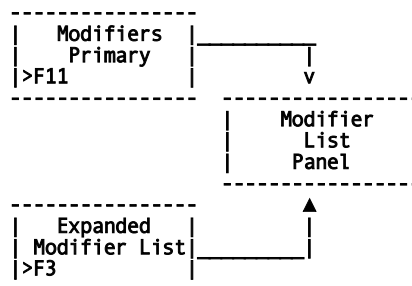 Modifiers
Primary
>F11
Modifier
List
Panel
Expanded
Modifier List
>F3